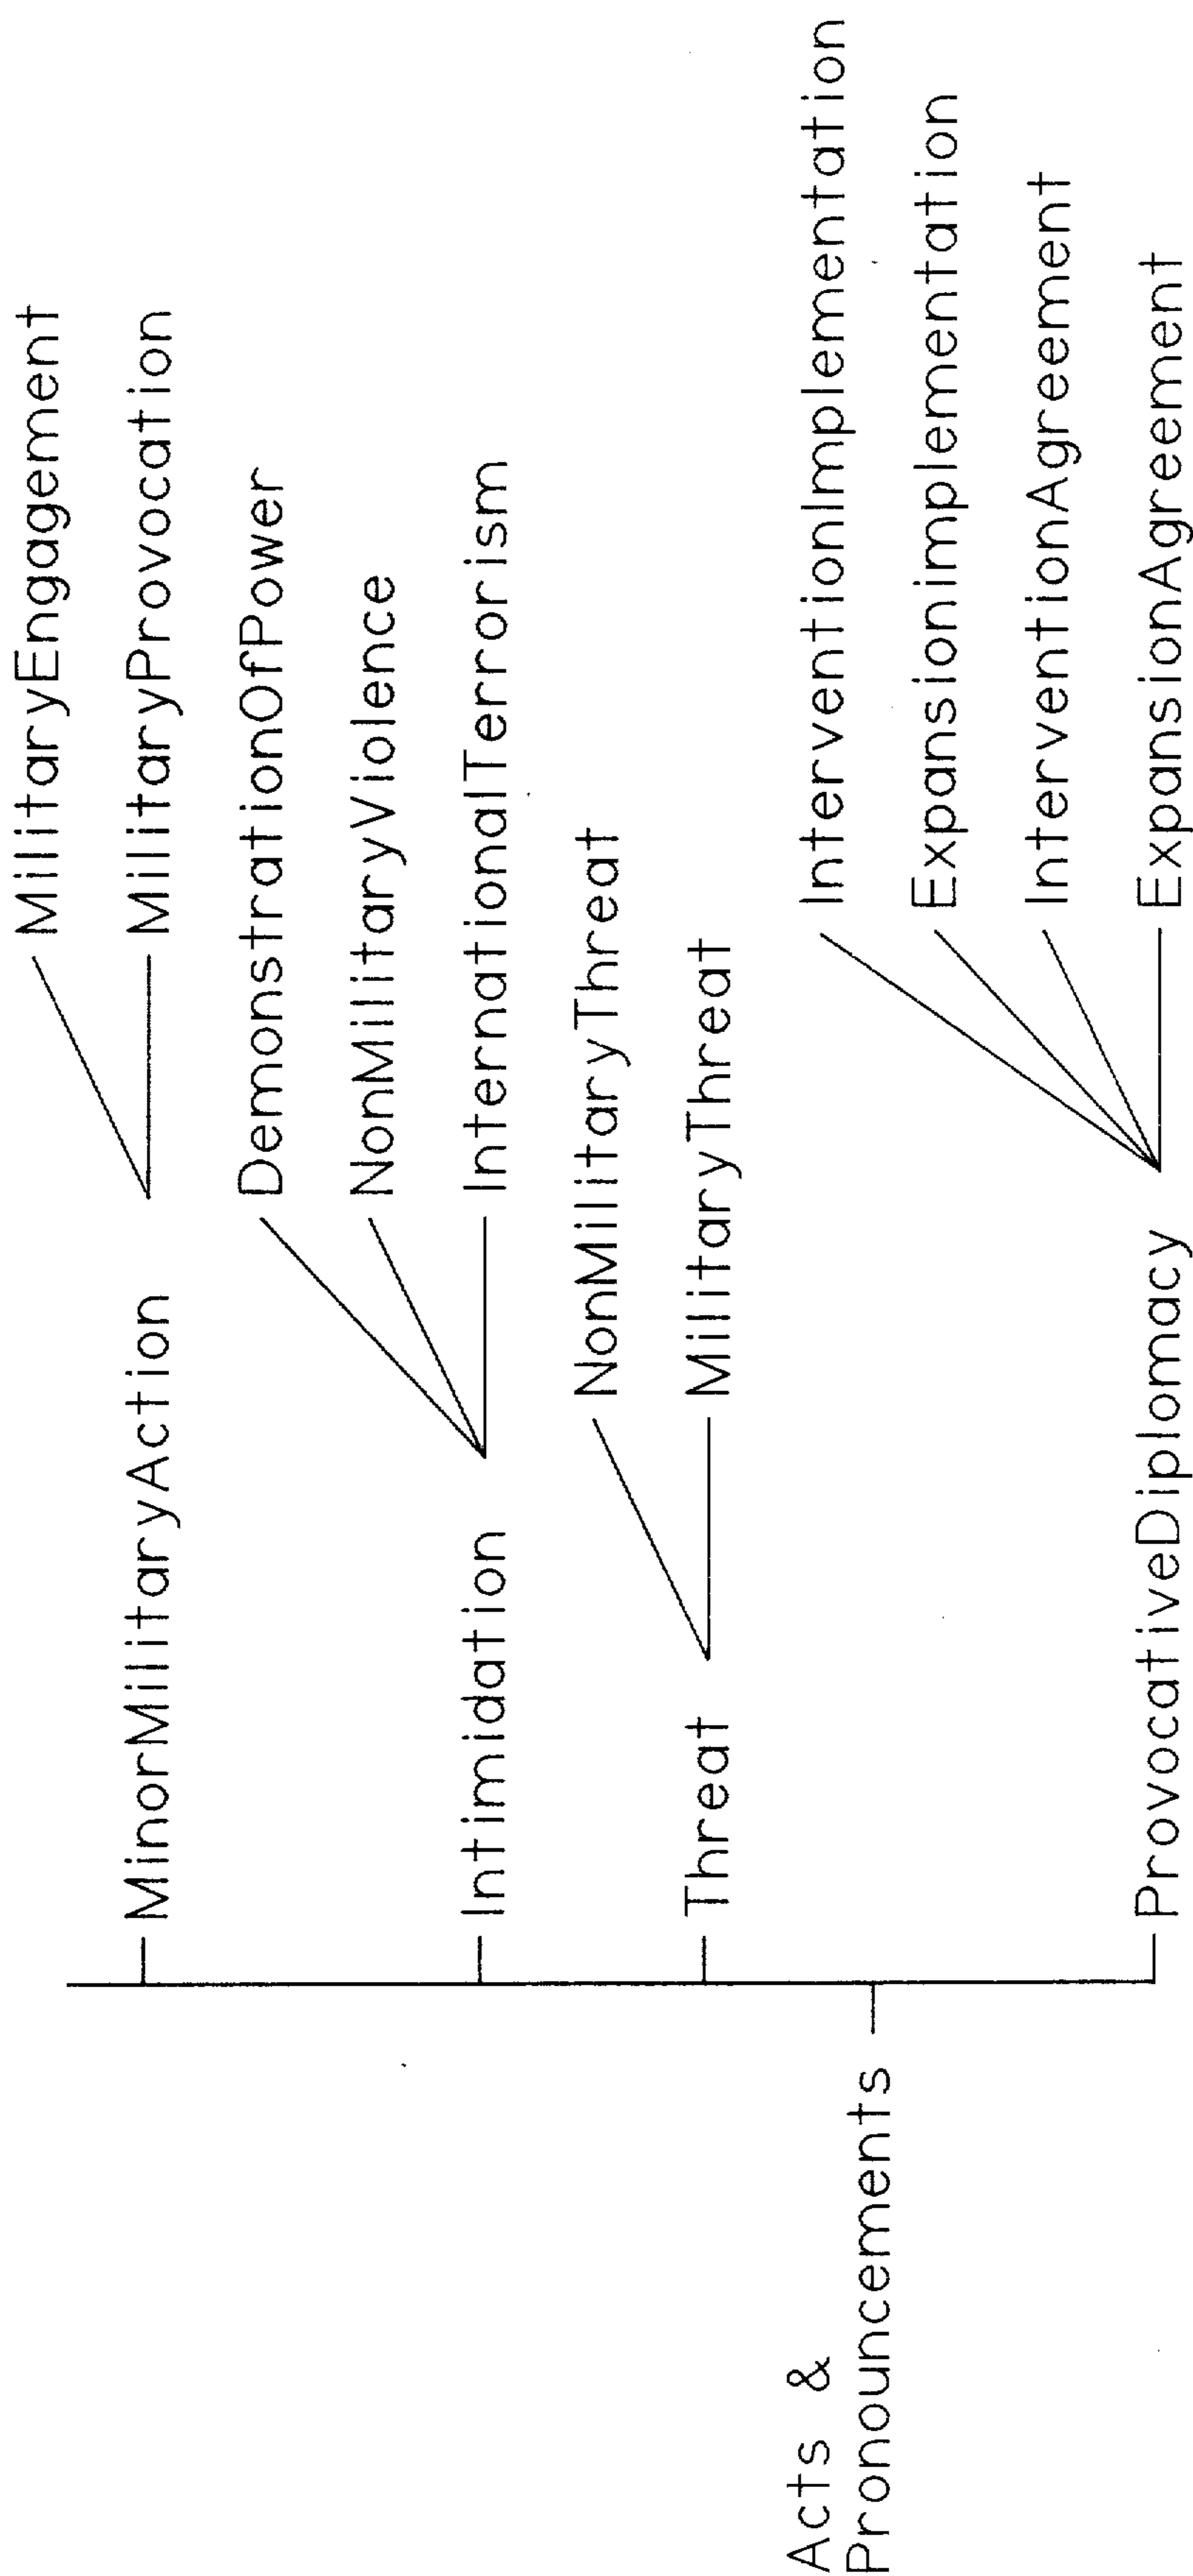 MilitaryEngagement
MinorMilitaryAction
MilitaryProvocation
DemonstrationOfPower
NonMilitaryViolence
Intimidation
InternationalTerrorism
NonMilitaryThreat
Threat
MilitaryThreat
Acts &
Pronouncements
InterventionImplementation
Expansionimplementation
InterventionAgreement
ProvocativeDiplomacy
ExpansionAgreement